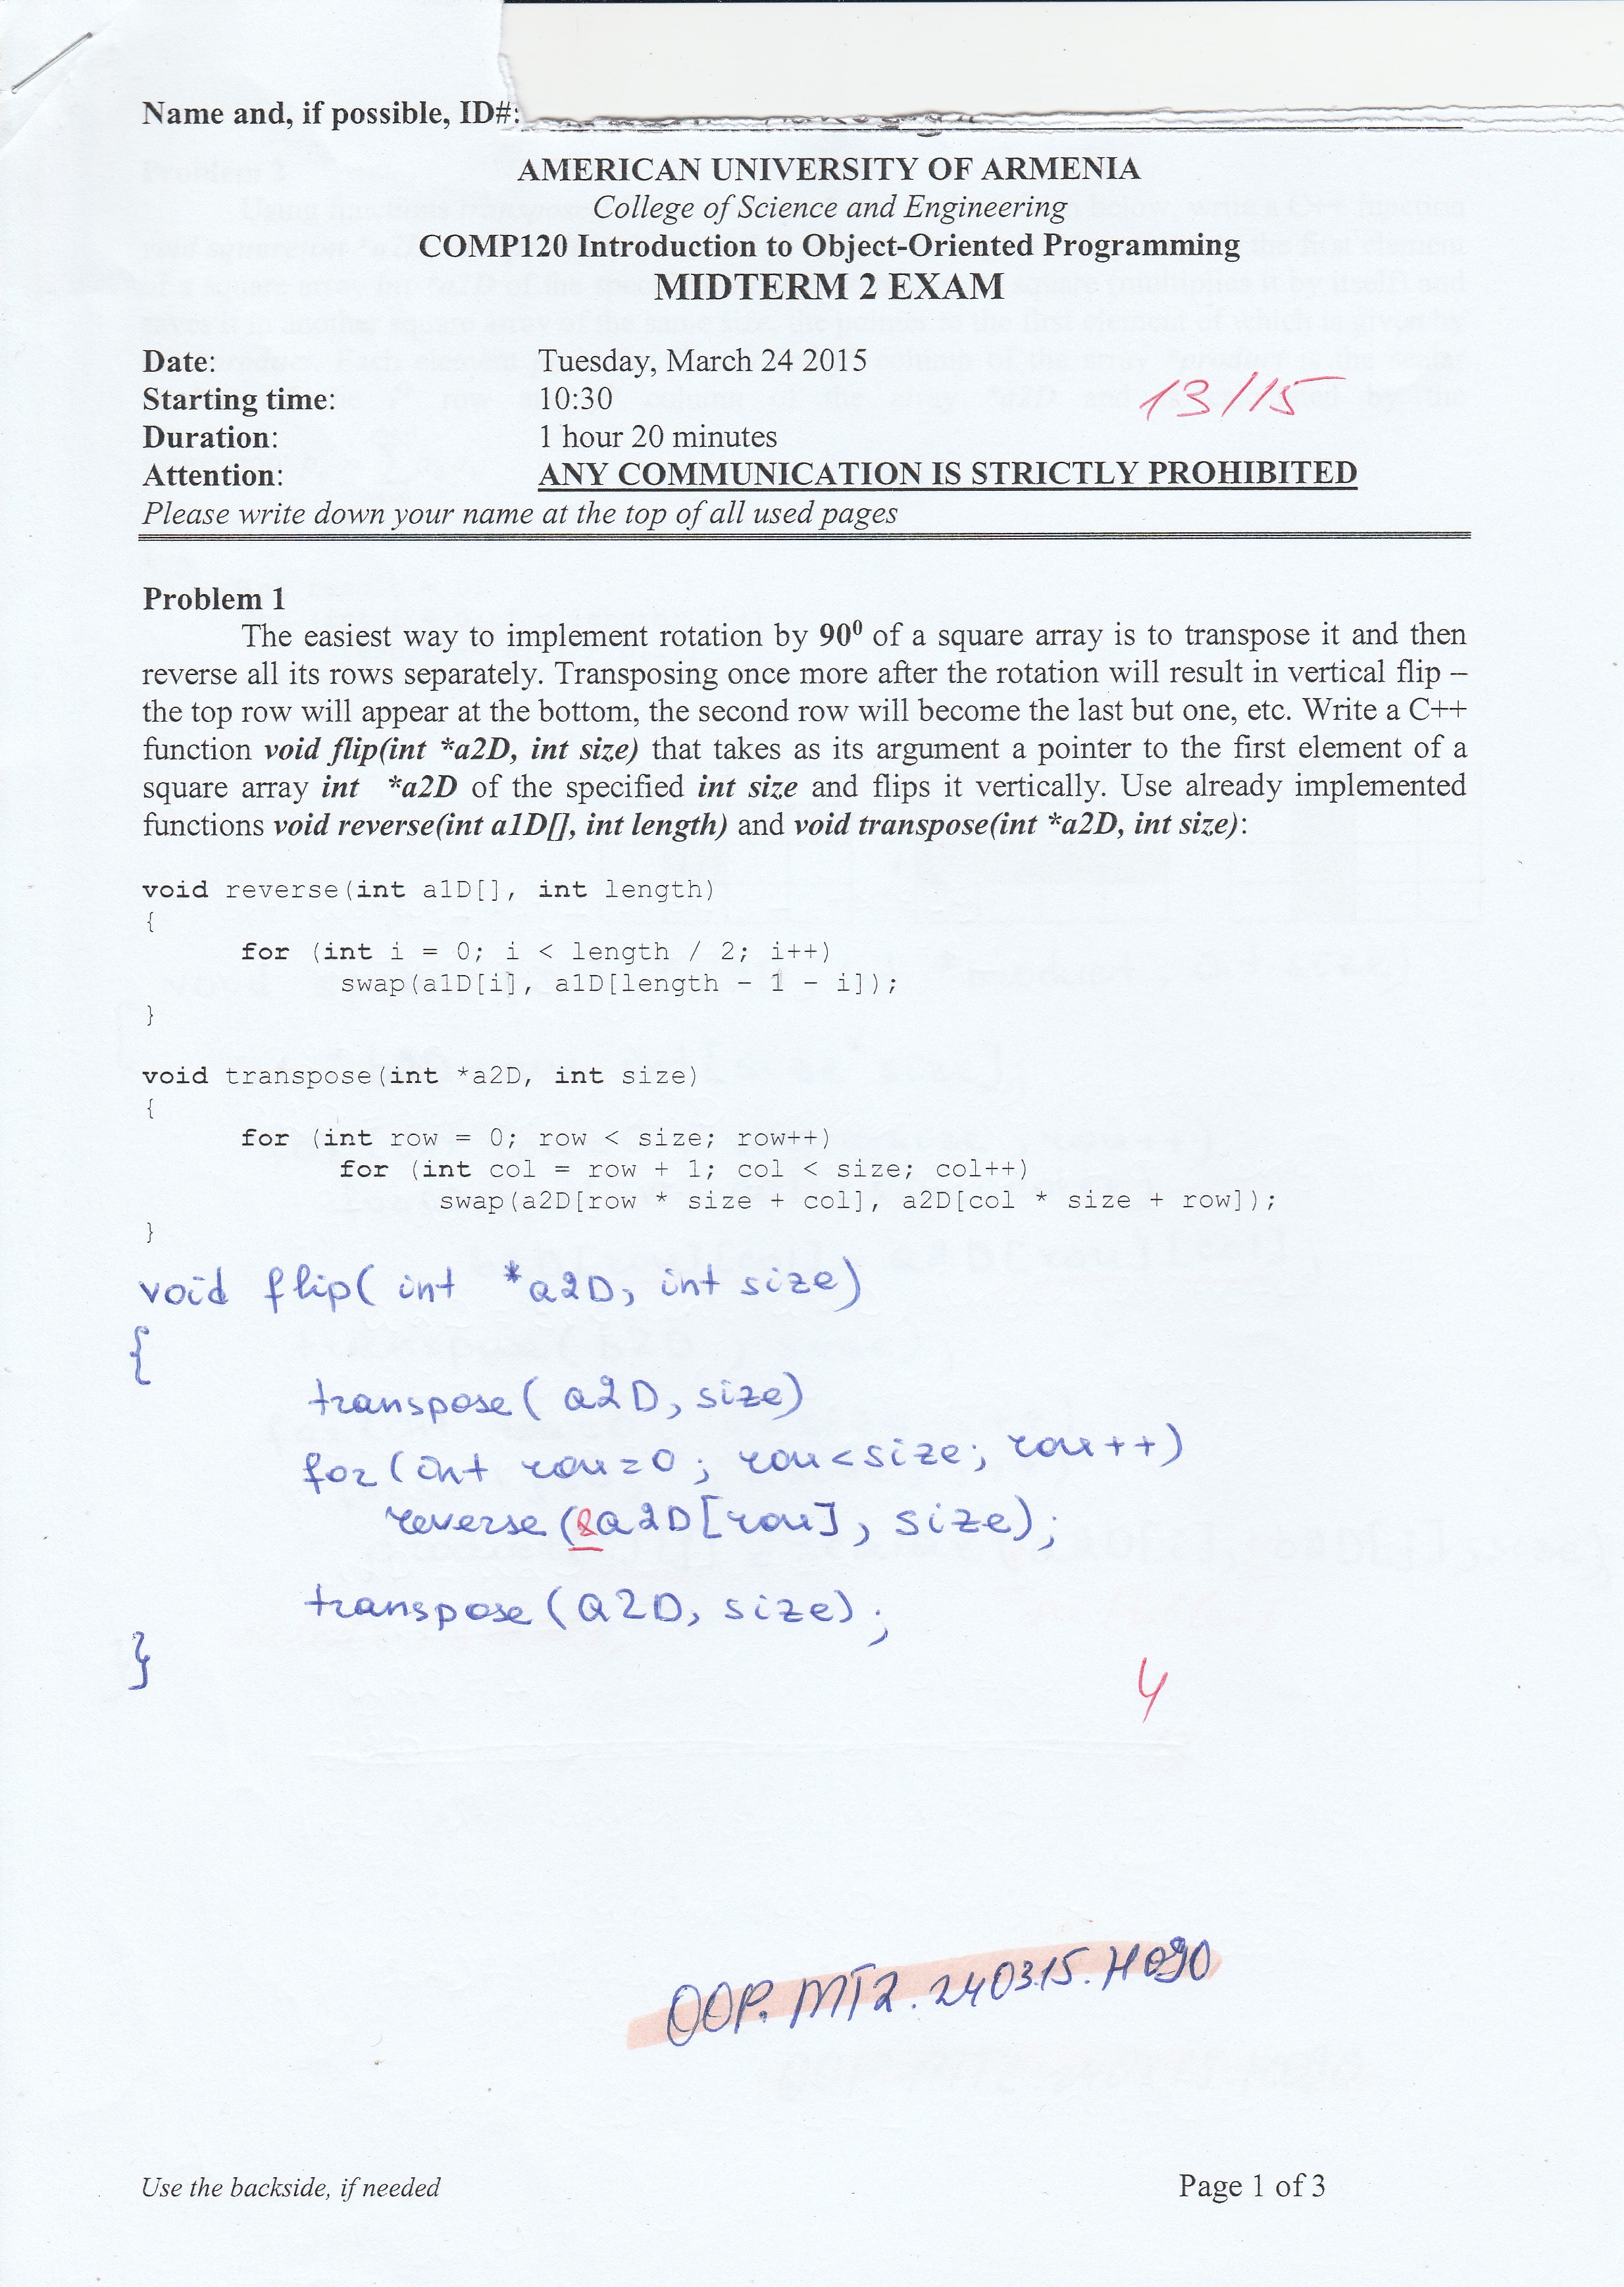 Name and, if possible, ID#:
AMERICAN UNIVERSITY OF ARMENIA
College of Science and Engineering
COMP120 Introduction to Object-Oriented Programming
MIDTERM 2 EXAM
Date: Tuesday, March 24 2015
Starting time: 10:30
13/15
Duration: 1 hour 20 minutes
Attention: ANY COMMUNICATION IS STRICTLY PROHIBITED
Please write down your name at the top of all used pages
Problem 1
The easiest way to implement rotation by 90⁰ of a square array is to transpose it and then
reverse all its rows separately. Transposing once more after the rotation will result in vertical flip –
the top row will appear at the bottom, the second row will become the last but one, etc. Write a C++
function void flip(int *a2D, int size) that takes as its argument a pointer to the first element of a
square array int *a2D of the specified int size and flips it vertically. Use already implemented
functions void reverse(int a1D[], int length) and void transpose(int *a2D, int size):
void reverse(int a1D[], int length)
{
for (int i = 0; i < length / 2; i++)
swap(a1D[i], a1D[length - 1 - i]);
}
void transpose(int *a2D, int size)
{
for (int row = 0; row < size; row++)
for (int col = row + 1; col < size; col++)
swap(a2D[row * size + col], a2D[col * size + row]);
}
void flip( int *a2D, int size)
{
transpose( a2D, size)
for(int row=0; row<size; row++)
reverse(&a2D[row], size);
transpose(a2D, size);
}
4
OOP. MT2. 240315. H090
Use the backside, if needed Page 1 of 3